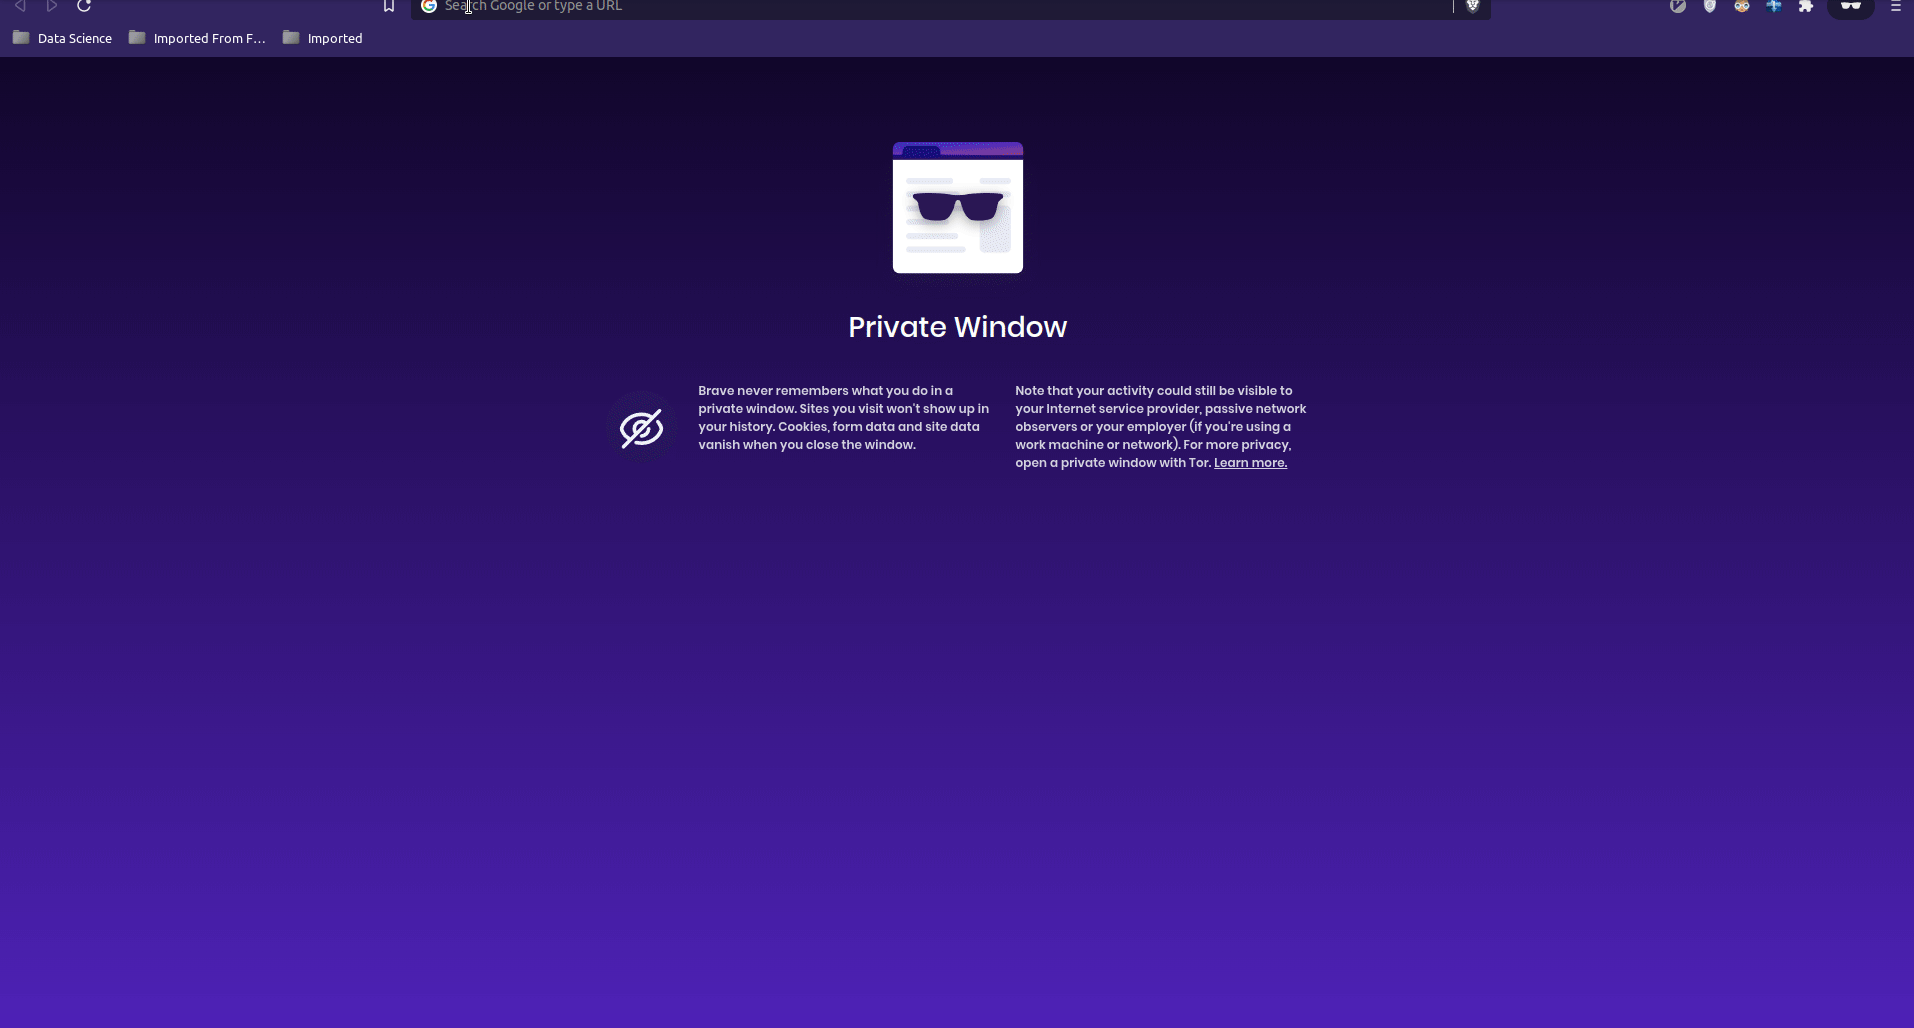 Search Google or type a URL
Data Science
Imported From F...
Imported
Private Window
Brave never remembers what you do in a
private window. Sites you visit won't show up in
your history. Cookies, form data and site data
vanish when you close the window.
Note that your activity could still be visible to
your Internet service provider, passive network
observers or your employer (if you're using a
work machine or network). For more privacy,
open a private window with Tor. Learn more.